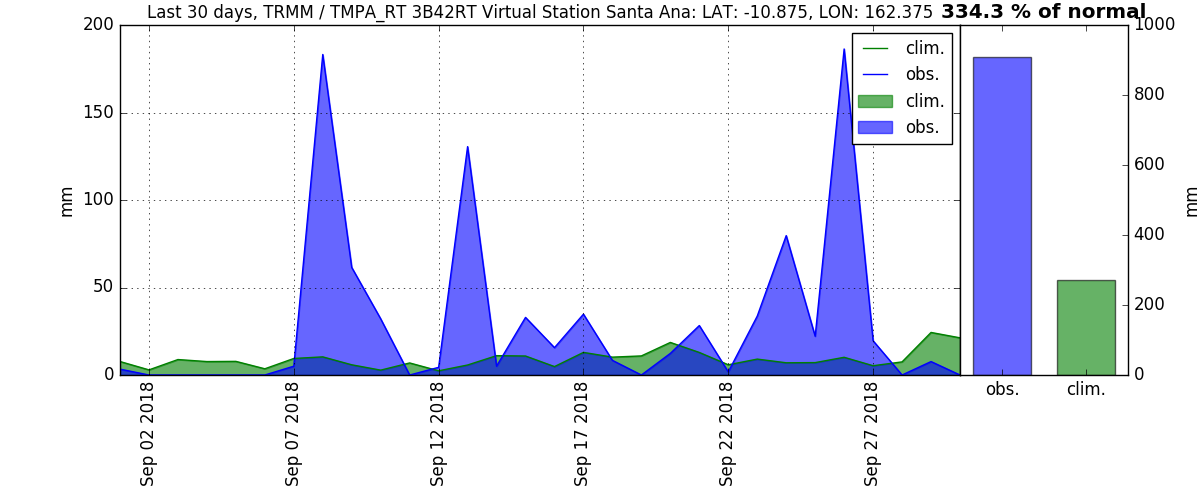 Last 30 days, TRMM / TMPA_RT 3B42RT Virtual Station Santa Ana: LAT: -10.875, LON: 162.375 334.3 % of normal
200
150
100
50
0
mm
clim.
obs.
clim.
obs.
1000
800
600
400
200
0
mm
obs. clim.
Sep 02 2018
Sep 07 2018
Sep 12 2018
Sep 17 2018
Sep 22 2018
Sep 27 2018